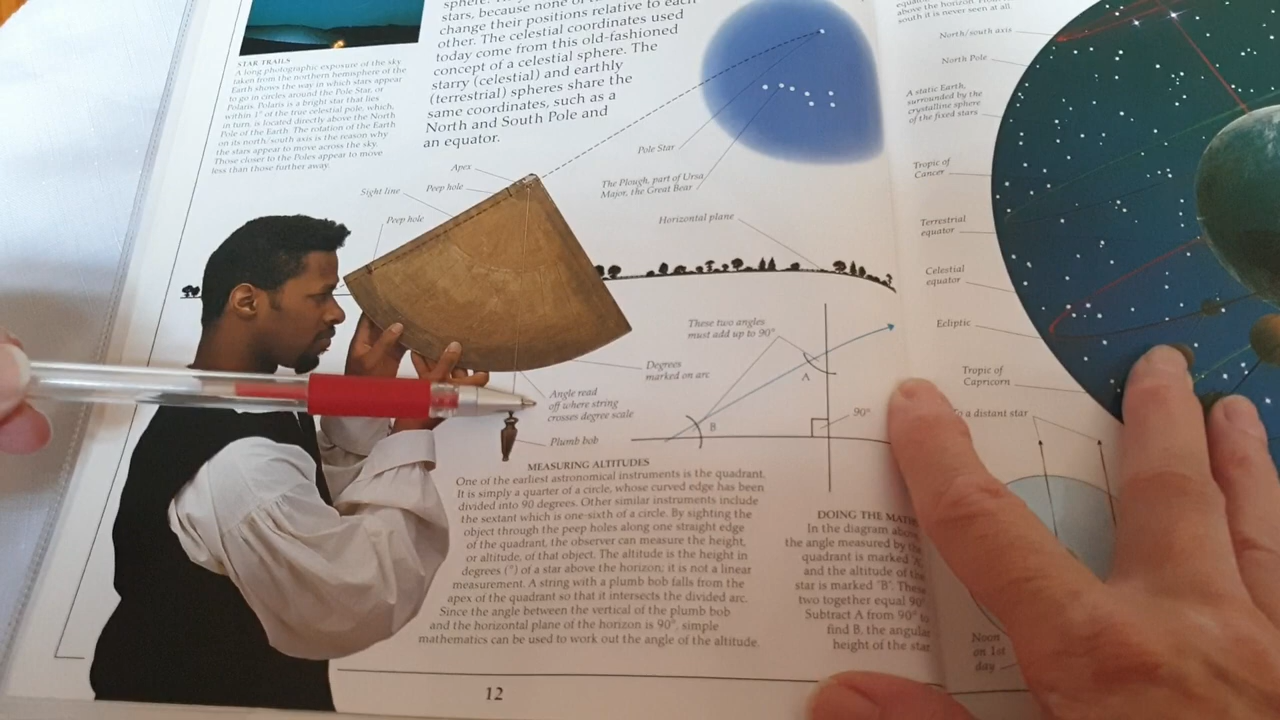 stars, because none of
change their positions relative to each
other. The celestial coordinates used
today come from this old-fashioned
concept of a celestial sphere. The
starry (celestial) and earthly
(terrestrial) spheres share the
same coordinates, such as a
North and South Pole and
an equator.
STAR TRAILS
A long photographic exposure of the sky
taken from the northern hemisphere of the
Earth shows the way in which stars appear
to go in circles around the Pole Star, or
Polaris. Polaris is a bright star that lies
within 1° of the true celestial pole, which,
in turn, is located directly above the North
Pole of the Earth. The rotation of the Earth
on its north/south axis is the reason why
the stars appear to move across the sky.
Those closer to the Poles appear to move
less than those further away.
Apex
Sight line
Peep hole
Peep hole
Pole Star
The Plough, part of Ursa
Major, the Great Bear
Horizontal plane
These two angles
must add up to 90°
A
B
90°
Degrees
marked on arc
Angle read
off where string
crosses degree scale
Plumb bob
MEASURING ALTITUDES
One of the earliest astronomical instruments is the quadrant.
It is simply a quarter of a circle, whose curved edge has been
divided into 90 degrees. Other similar instruments include
the sextant which is one-sixth of a circle. By sighting the
object through the peep holes along one straight edge
of the quadrant, the observer can measure the height,
or altitude, of that object. The altitude is the height in
degrees (°) of a star above the horizon; it is not a linear
measurement. A string with a plumb bob falls from the
apex of the quadrant so that it intersects the divided arc.
Since the angle between the vertical of the plumb bob
and the horizontal plane of the horizon is 90°, simple
mathematics can be used to work out the angle of the altitude.
DOING THE
In the diagram
the angle measured by
quadrant is marked
and the altitude of
star is marked "B". These
two together equal 90°
Subtract A from 90° to
find B, the angular
height of the star
12
above the horizon. From
south it is never seen at all.
North/south axis
North Pole
A static Earth,
surrounded by the
crystalline sphere
of the fixed stars
Tropic of
Cancer
Terrestrial
equator
Celestial
equator
Ecliptic
Tropic of
Capricorn
To a distant star
Noon
on 1st
day